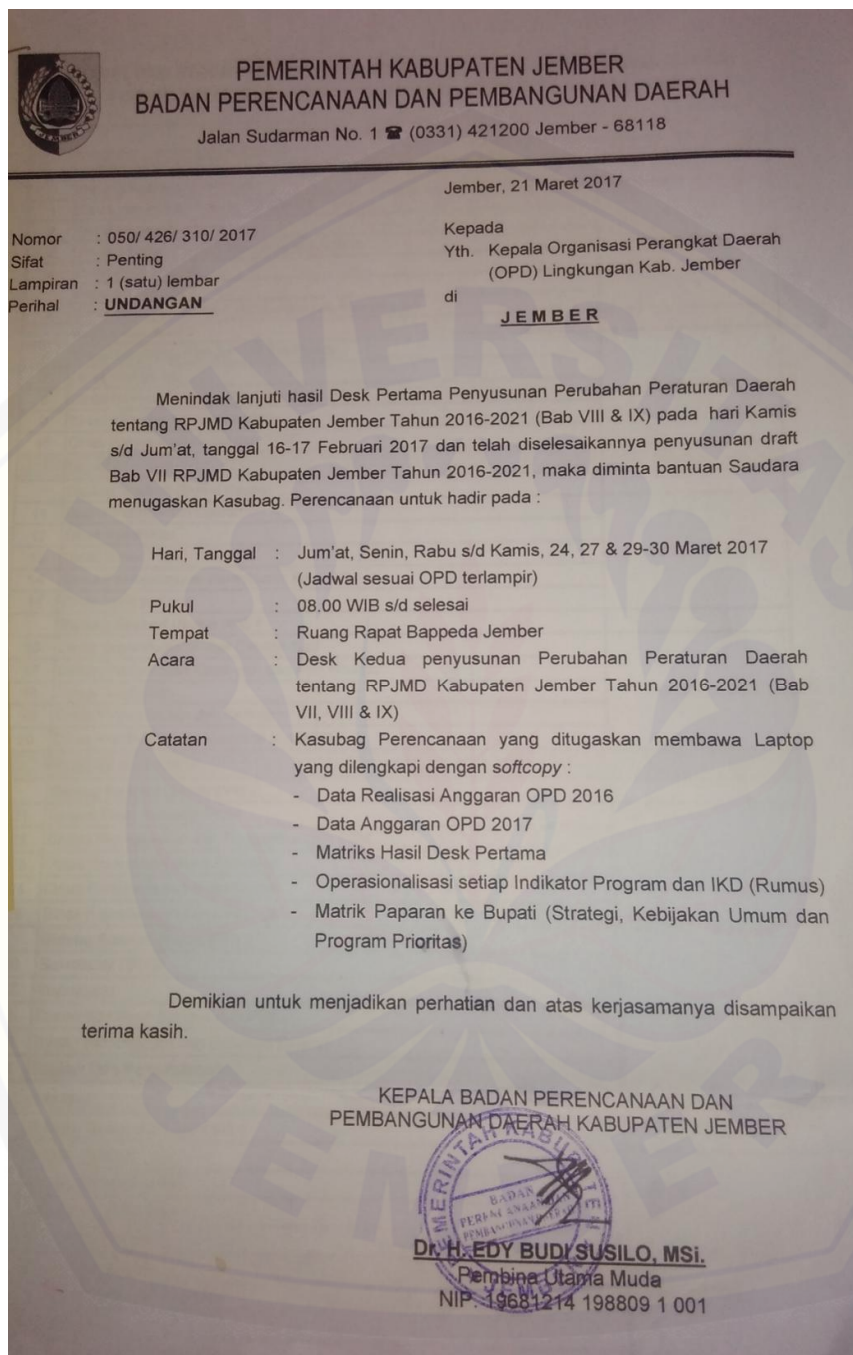 PEMERINTAH KABUPATEN JEMBER
BADAN PERENCANAAN DAN PEMBANGUNAN DAERAH
Jalan Sudarman No. 1 ☎ (0331) 421200 Jember - 68118
Jember, 21 Maret 2017
Nomor : 050/ 426/ 310/ 2017
Sifat : Penting
Lampiran : 1 (satu) lembar
Perihal : UNDANGAN
Kepada
Yth. Kepala Organisasi Perangkat Daerah
(OPD) Lingkungan Kab. Jember
di
J E M B E R
Menindak lanjuti hasil Desk Pertama Penyusunan Perubahan Peraturan Daerah
tentang RPJMD Kabupaten Jember Tahun 2016-2021 (Bab VIII & IX) pada hari Kamis
s/d Jum'at, tanggal 16-17 Februari 2017 dan telah diselesaikannya penyusunan draft
Bab VII RPJMD Kabupaten Jember Tahun 2016-2021, maka diminta bantuan Saudara
menugaskan Kasubag. Perencanaan untuk hadir pada :
Hari, Tanggal : Jum'at, Senin, Rabu s/d Kamis, 24, 27 & 29-30 Maret 2017
(Jadwal sesuai OPD terlampir)
Pukul : 08.00 WIB s/d selesai
Tempat : Ruang Rapat Bappeda Jember
Acara : Desk Kedua penyusunan Perubahan Peraturan Daerah
tentang RPJMD Kabupaten Jember Tahun 2016-2021 (Bab
VII, VIII & IX)
Catatan : Kasubag Perencanaan yang ditugaskan membawa Laptop
yang dilengkapi dengan softcopy :
- Data Realisasi Anggaran OPD 2016
- Data Anggaran OPD 2017
- Matriks Hasil Desk Pertama
- Operasionalisasi setiap Indikator Program dan IKD (Rumus)
- Matrik Paparan ke Bupati (Strategi, Kebijakan Umum dan
Program Prioritas)
Demikian untuk menjadikan perhatian dan atas kerjasamanya disampaikan
terima kasih.
KEPALA BADAN PERENCANAAN DAN
PEMBANGUNAN DAERAH KABUPATEN JEMBER
PEMERINTAH KABUPATEN
BADAN
PERENCANAAN DAN
PEMBANGUNAN DAERAH
JEMBER
Dr. H. EDY BUDI SUSILO, MSi.
Pembina Utama Muda
NIP. 19681214 198809 1 001
UNIVERSITAS
JEMBER